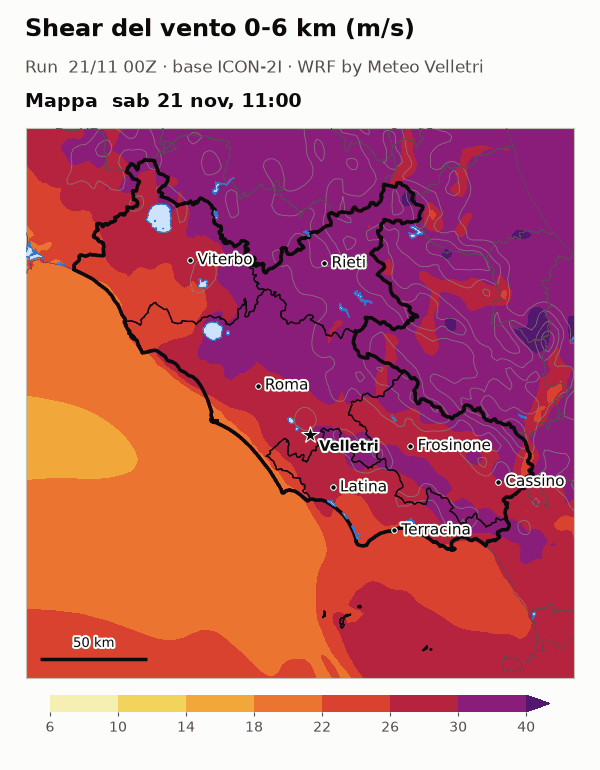 Shear del vento 0-6 km (m/s)
Run  21/11 00Z · base ICON-2I · WRF by Meteo Velletri
Mappa  sab 21 nov, 11:00
Viterbo
Rieti
Roma
Velletri
Frosinone
Cassino
Latina
Terracina
50 km
6 10 14 18 22 26 30 40